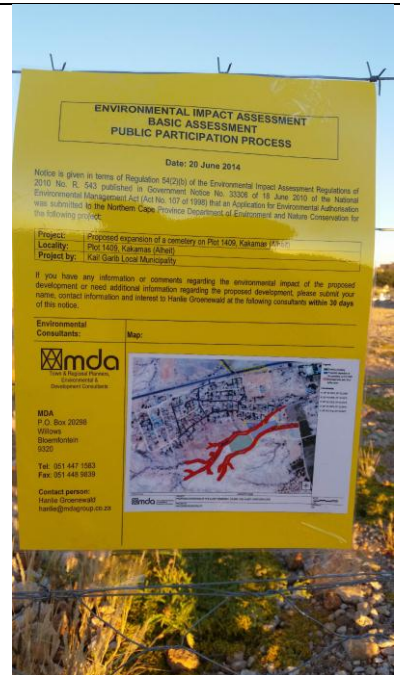 ENVIRONMENTAL IMPACT ASSESSMENT
BASIC ASSESSMENT
PUBLIC PARTICIPATION PROCESS
Date: 20 June 2014
Notice is given in terms of Regulation 54(2)(b) of the Environmental Impact Assessment Regulations of
2010 No. R. 543 published in Government Notice No. 33306 of 18 June 2010 of the National
Environmental Management Act (Act No. 107 of 1998) that an Application for Environmental Authorisation
was submitted to the Northern Cape Province Department of Environment and Nature Conservation for
the following project:
Project: Proposed expansion of a cemetery on Plot 1409, Kakamas (Alheit)
Locality: Plot 1409, Kakamas (Alheit)
Project by: Kail Garib Local Municipality
If you have any information or comments regarding the environmental impact of the proposed
development or need additional information regarding the proposed development, please submit your
name, contact information and interest to Hanlie Groenewald at the following consultants within 30 days
of this notice.
Environmental
Consultants:
Map:
mda
Town & Regional Planners,
Environmental &
Development Consultants
MDA
P.O. Box 20298
Willows
Bloemfontein
9320
Tel: 051 447 1583
Fax: 051 448 9839
Contact person:
Hanlie Groenewald
hanlie@mdagroup.co.za
mda